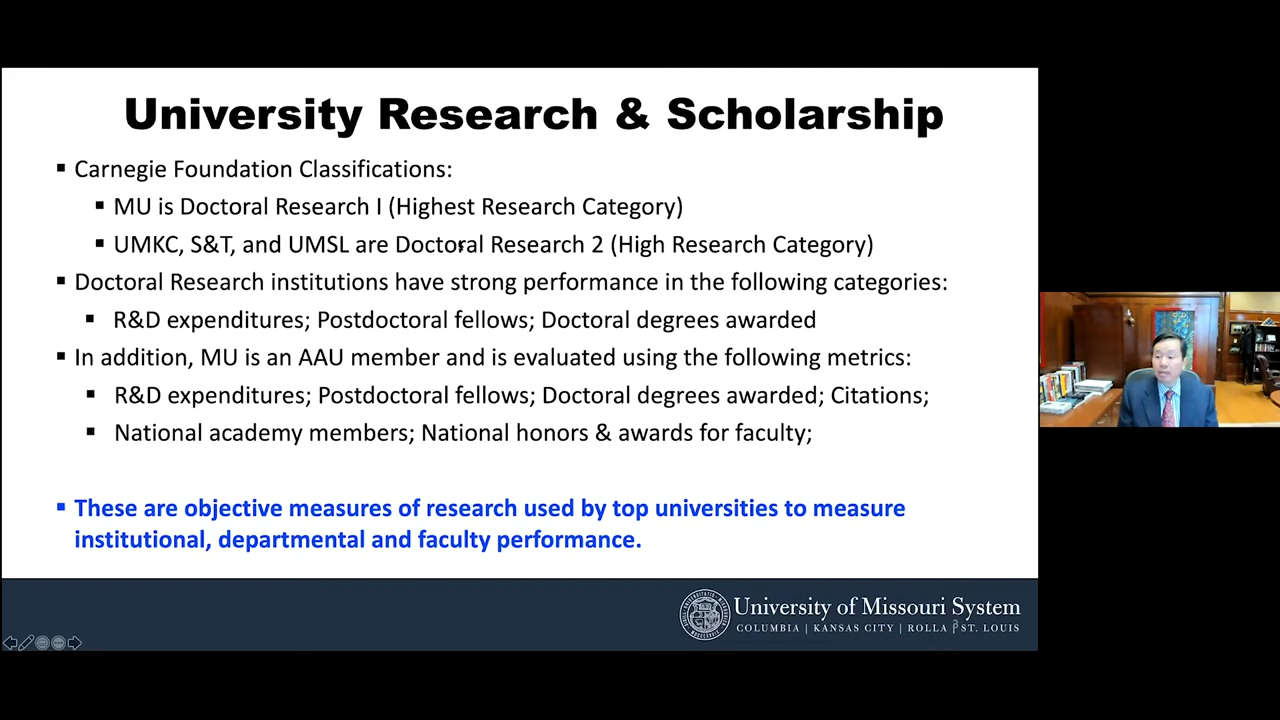 University Research & Scholarship
Carnegie Foundation Classifications:
MU is Doctoral Research I (Highest Research Category)
UMKC, S&T, and UMSL are Doctoral Research 2 (High Research Category)
Doctoral Research institutions have strong performance in the following categories:
R&D expenditures; Postdoctoral fellows; Doctoral degrees awarded
In addition, MU is an AAU member and is evaluated using the following metrics:
R&D expenditures; Postdoctoral fellows; Doctoral degrees awarded; Citations;
National academy members; National honors & awards for faculty;
These are objective measures of research used by top universities to measure
institutional, departmental and faculty performance.
University of Missouri System
COLUMBIA | KANSAS CITY | ROLLA | ST. LOUIS
3